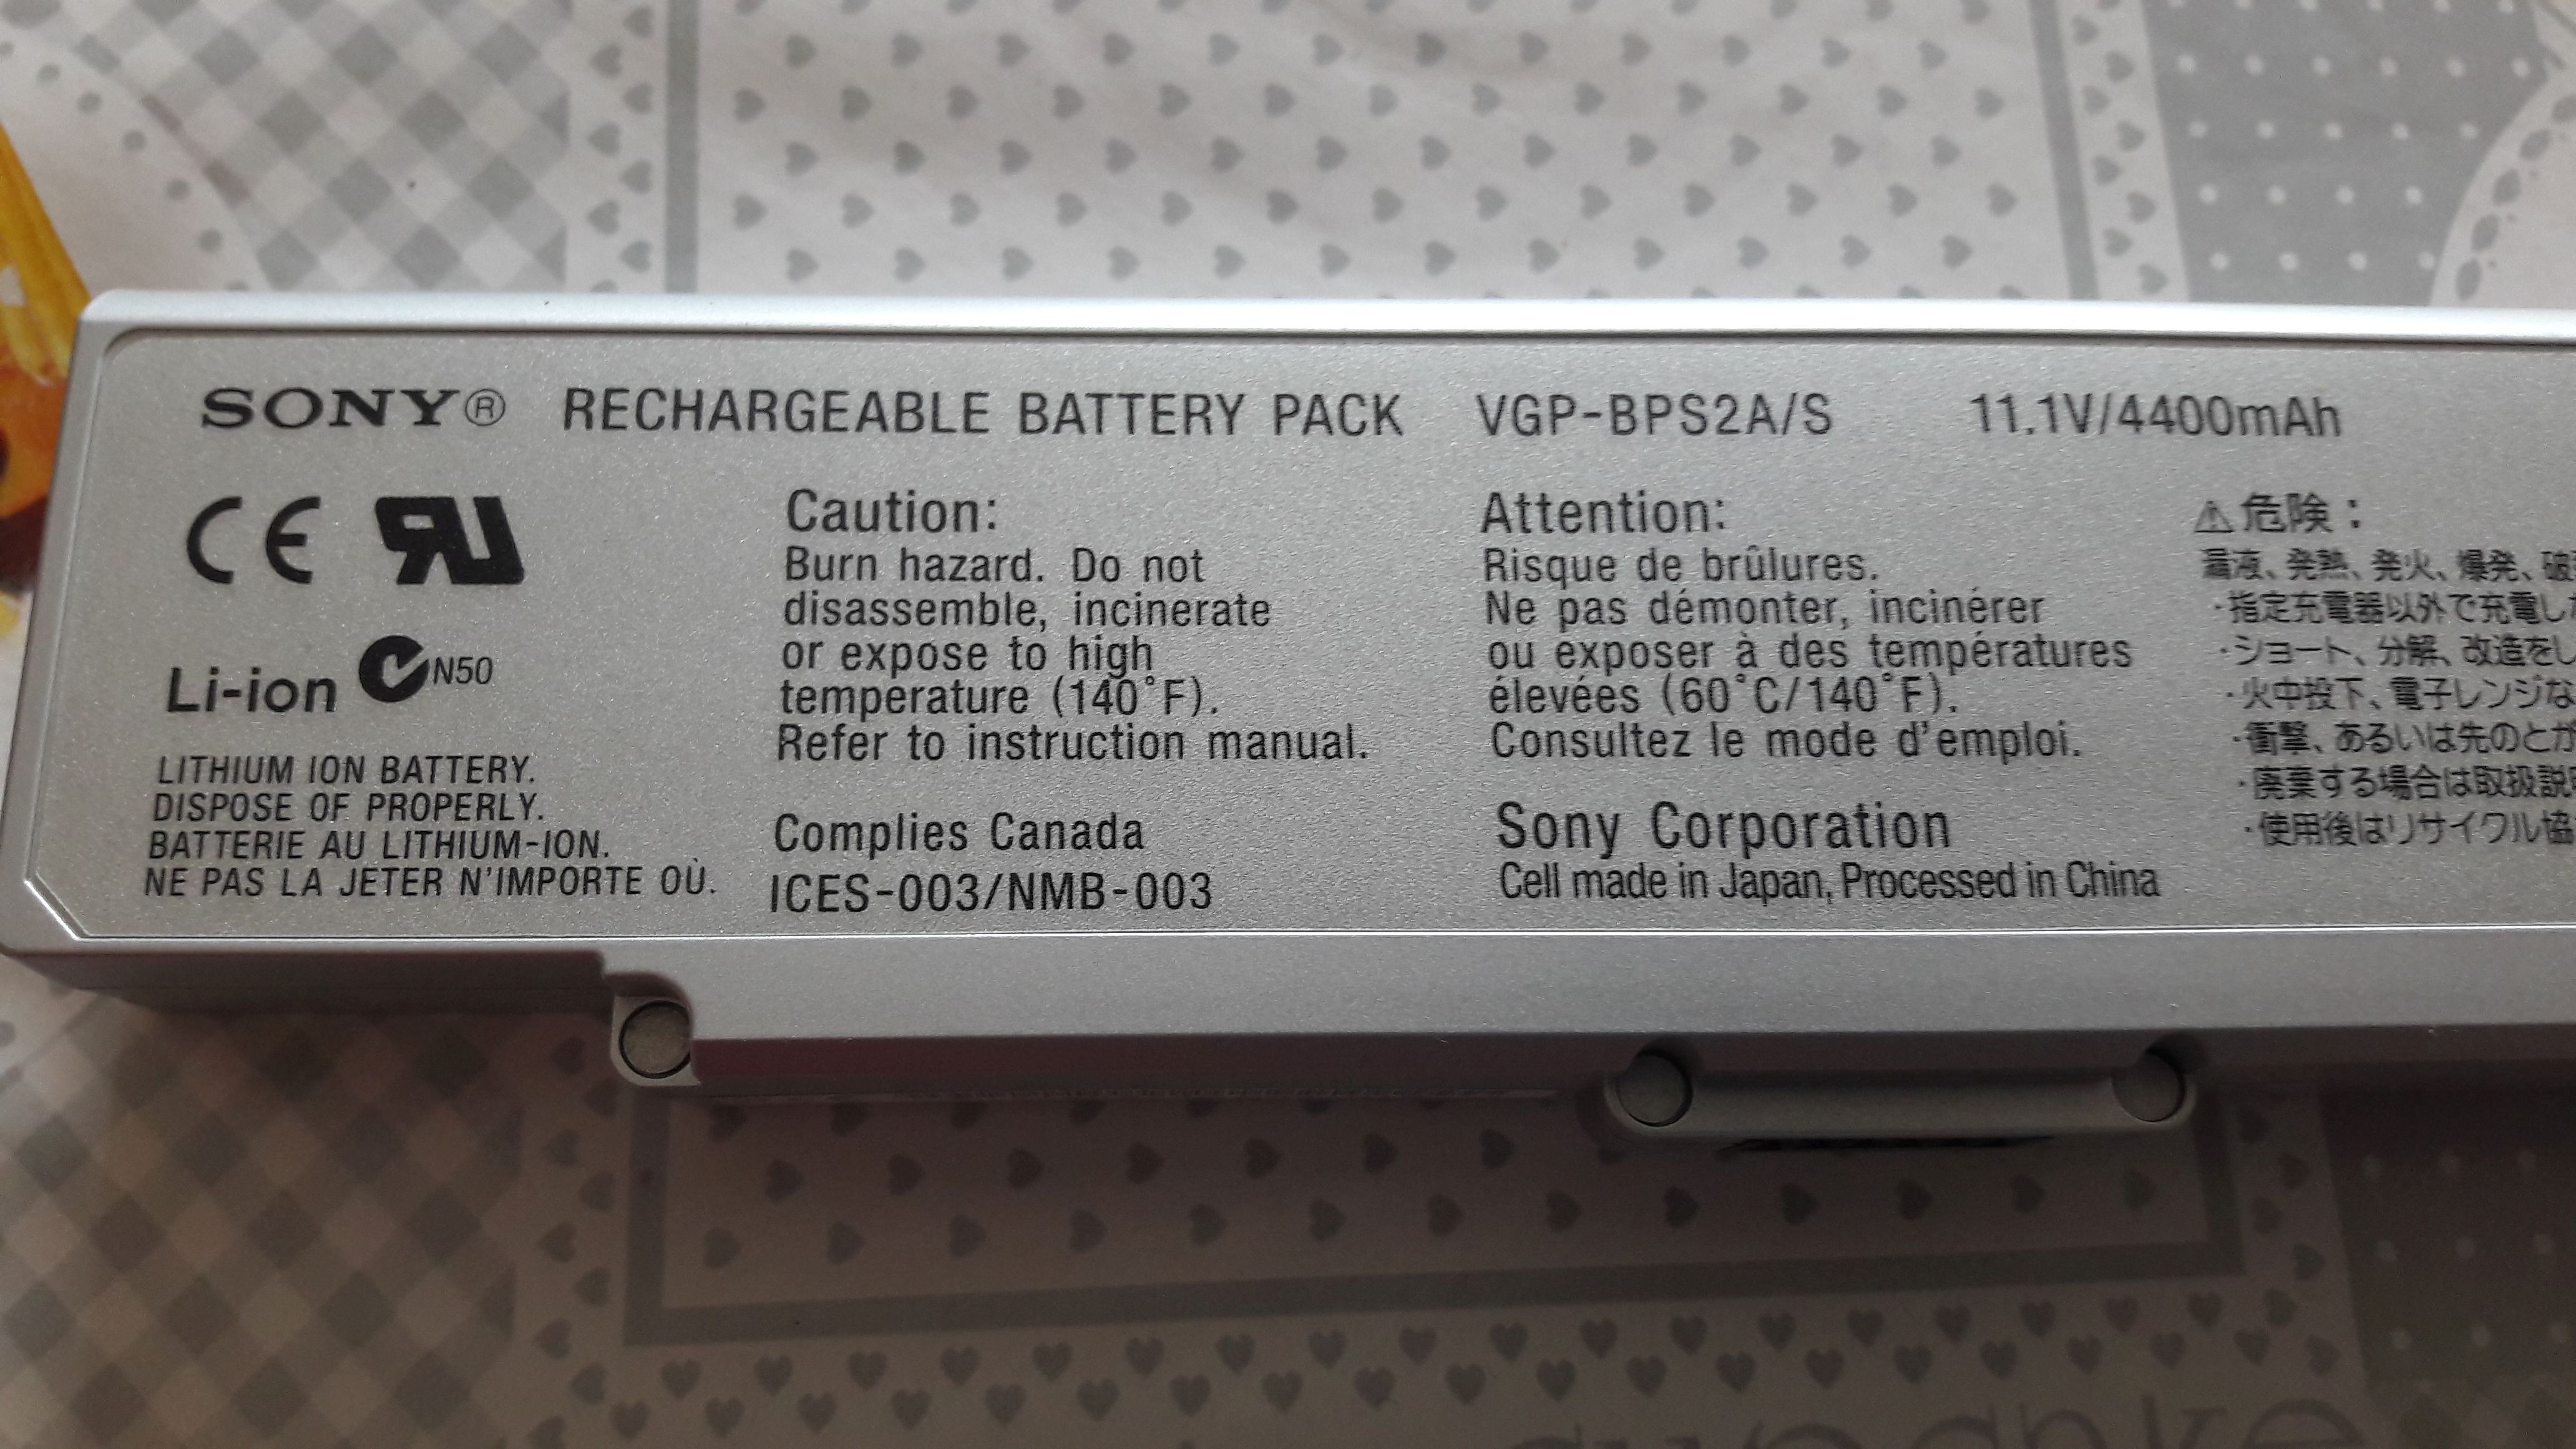 SONY® RECHARGEABLE BATTERY PACK VGP-BPS2A/S 11.1V/4400mAh
CE
Li-ion N50
LITHIUM ION BATTERY.
DISPOSE OF PROPERLY.
BATTERIE AU LITHIUM-ION.
NE PAS LA JETER N'IMPORTE OÙ.
Caution:
Burn hazard. Do not
disassemble, incinerate
or expose to high
temperature (140°F).
Refer to instruction manual.
Complies Canada
ICES-003/NMB-003
Attention:
Risque de brûlures.
Ne pas démonter, incinérer
ou exposer à des températures
élevées (60°C/140°F).
Consultez le mode d'emploi.
Sony Corporation
Cell made in Japan, Processed in China
⚠危険：
漏液、発熱、発火、爆発、破
・指定充電器以外で充電し
・ショート、分解、改造をし
・火中投下、電子レンジな
・衝撃、あるいは先のとが
・廃棄する場合は取扱説
・使用後はリサイクル協